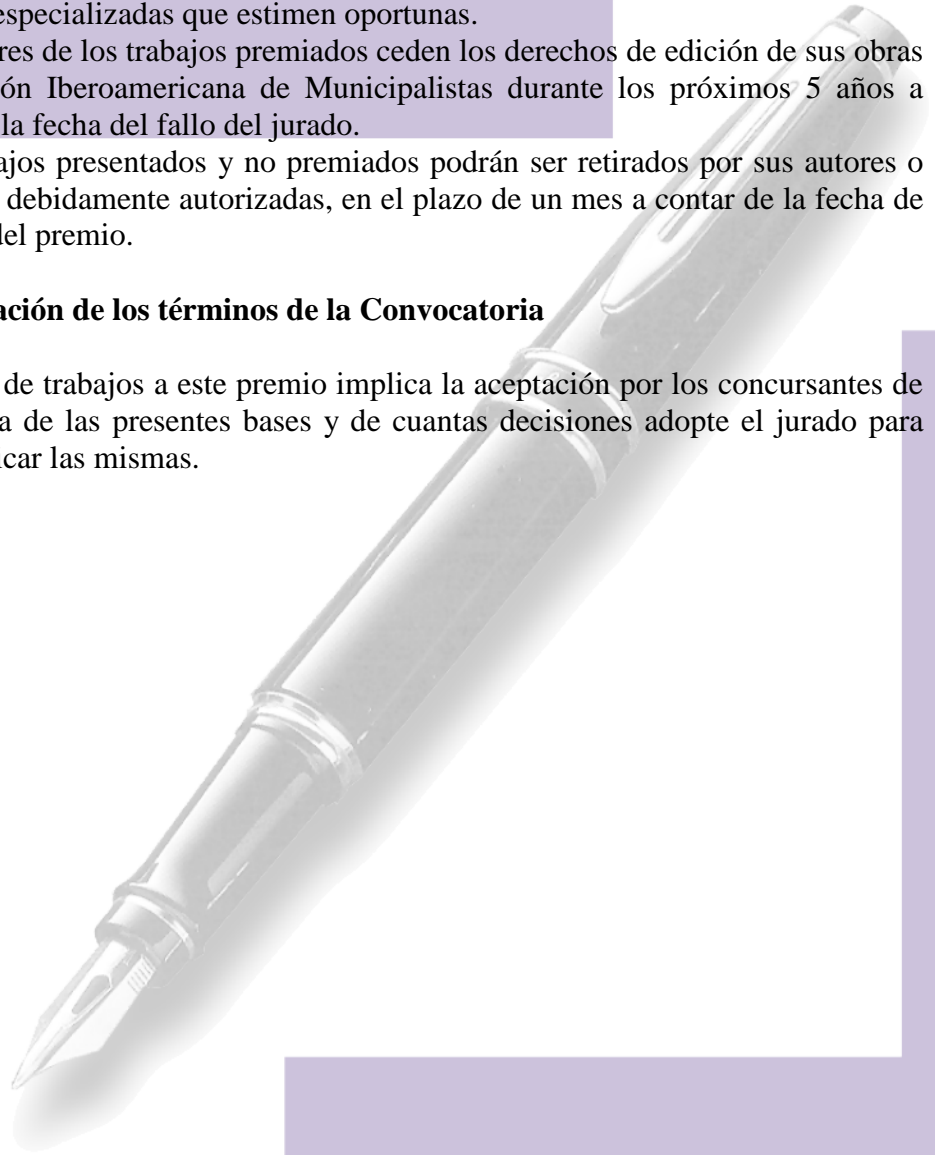 especializadas que estimen oportunas.
res de los trabajos premiados ceden los derechos de edición de sus obras
ón Iberoamericana de Municipalistas durante los próximos 5 años a
la fecha del fallo del jurado.
ajos presentados y no premiados podrán ser retirados por sus autores o
debidamente autorizadas, en el plazo de un mes a contar de la fecha de
del premio.
ación de los términos de la Convocatoria
de trabajos a este premio implica la aceptación por los concursantes de
a de las presentes bases y de cuantas decisiones adopte el jurado para
icar las mismas.